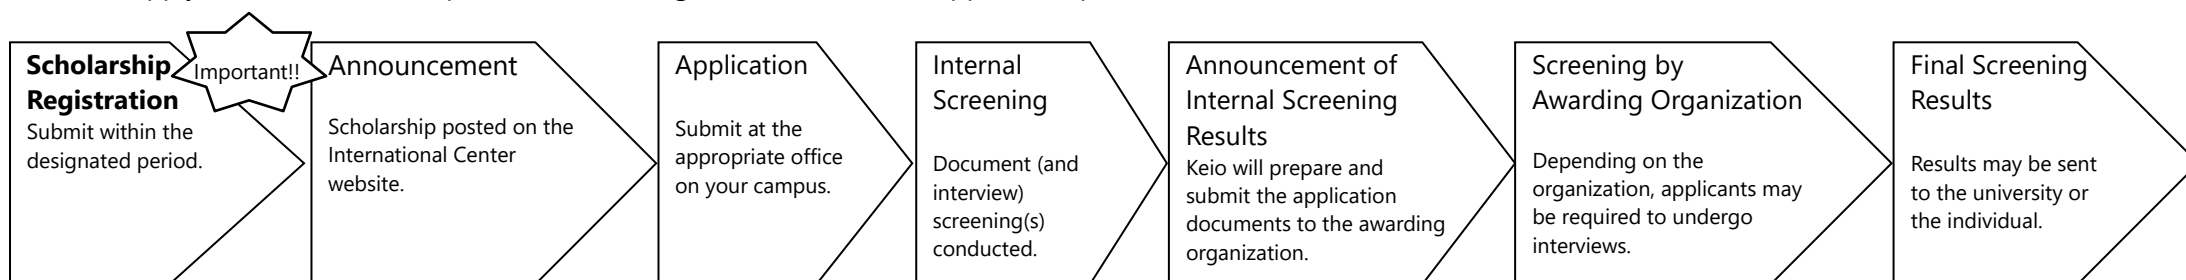 Scholarship
Registration
Submit within the
designated period.
Important!!
Announcement
Scholarship posted on the
International Center
website.
Application
Submit at the
appropriate office
on your campus.
Internal
Screening
Document (and
interview)
screening(s)
conducted.
Announcement of
Internal Screening
Results
Keio will prepare and
submit the application
documents to the awarding
organization.
Screening by
Awarding Organization
Depending on the
organization, applicants may
be required to undergo
interviews.
Final Screening
Results
Results may be sent
to the university or
the individual.